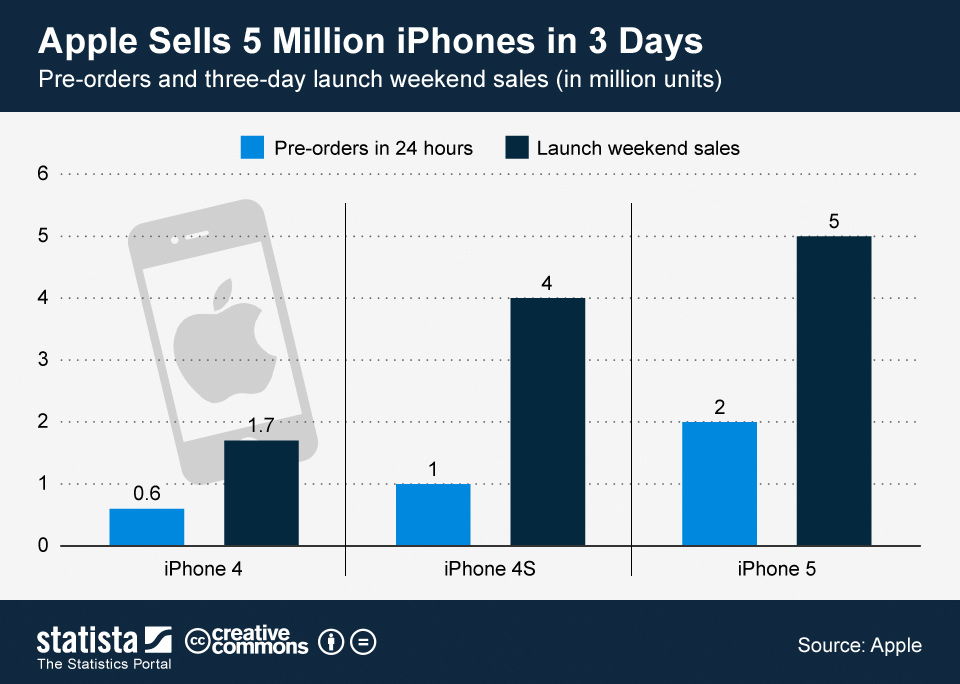 Apple Sells 5 Million iPhones in 3 Days
Pre-orders and three-day launch weekend sales (in million units)
Pre-orders in 24 hours
Launch weekend sales
6
5
4
3
2
1
0
0.6
1.7
1
4
2
5
iPhone 4
iPhone 4S
iPhone 5
statista
The Statistics Portal
cc
creative
commons
=
Source: Apple